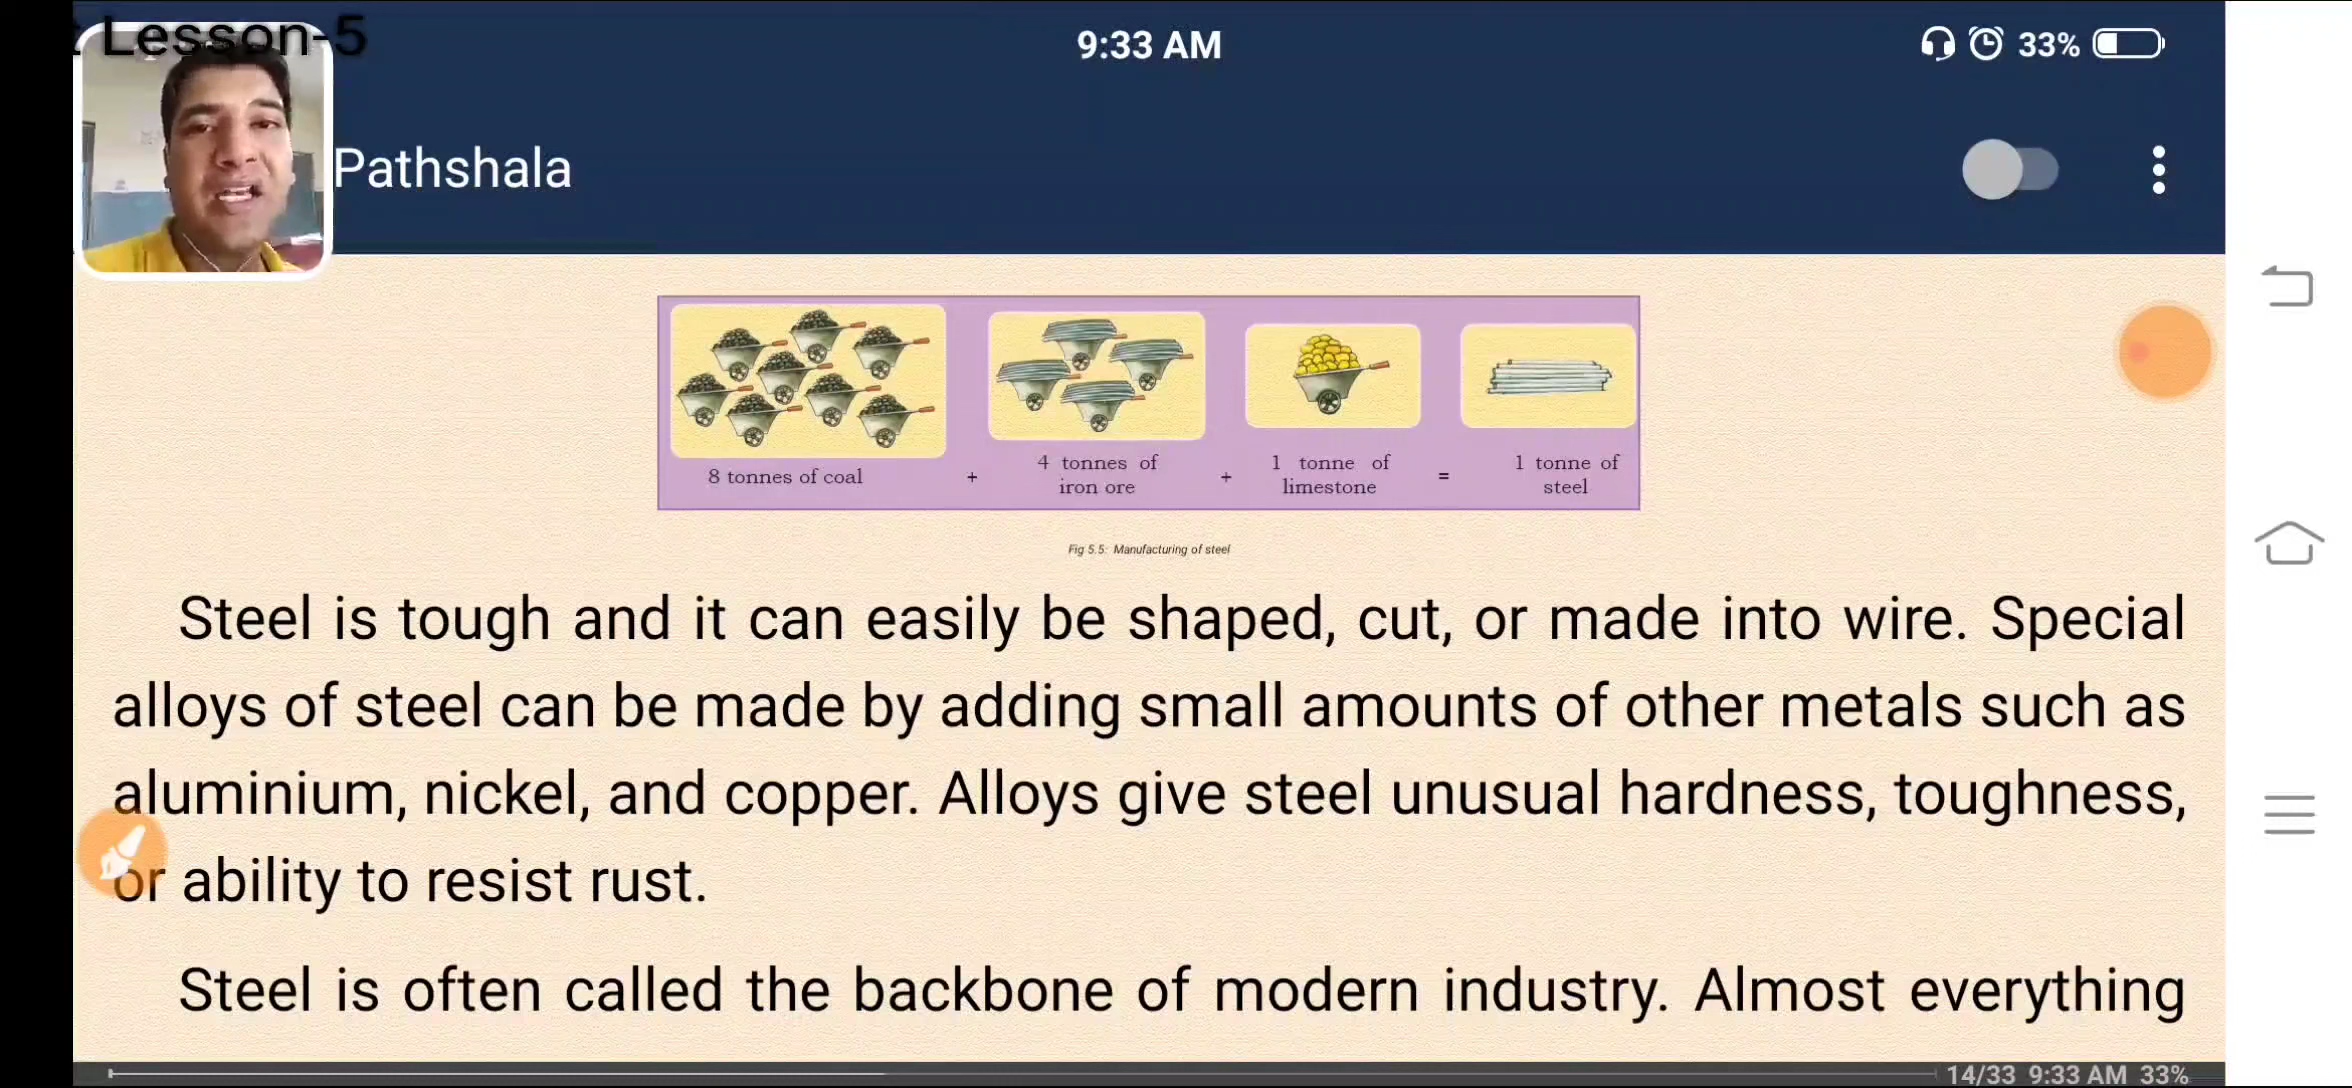 t Lesson-5
9:33 AM
33%
Pathshala
8 tonnes of coal + 4 tonnes of iron ore + 1 tonne of limestone = 1 tonne of steel
Fig 5.5: Manufacturing of steel
Steel is tough and it can easily be shaped, cut, or made into wire. Special
alloys of steel can be made by adding small amounts of other metals such as
aluminium, nickel, and copper. Alloys give steel unusual hardness, toughness,
or ability to resist rust.
Steel is often called the backbone of modern industry. Almost everything
14/33 9:33 AM 33%